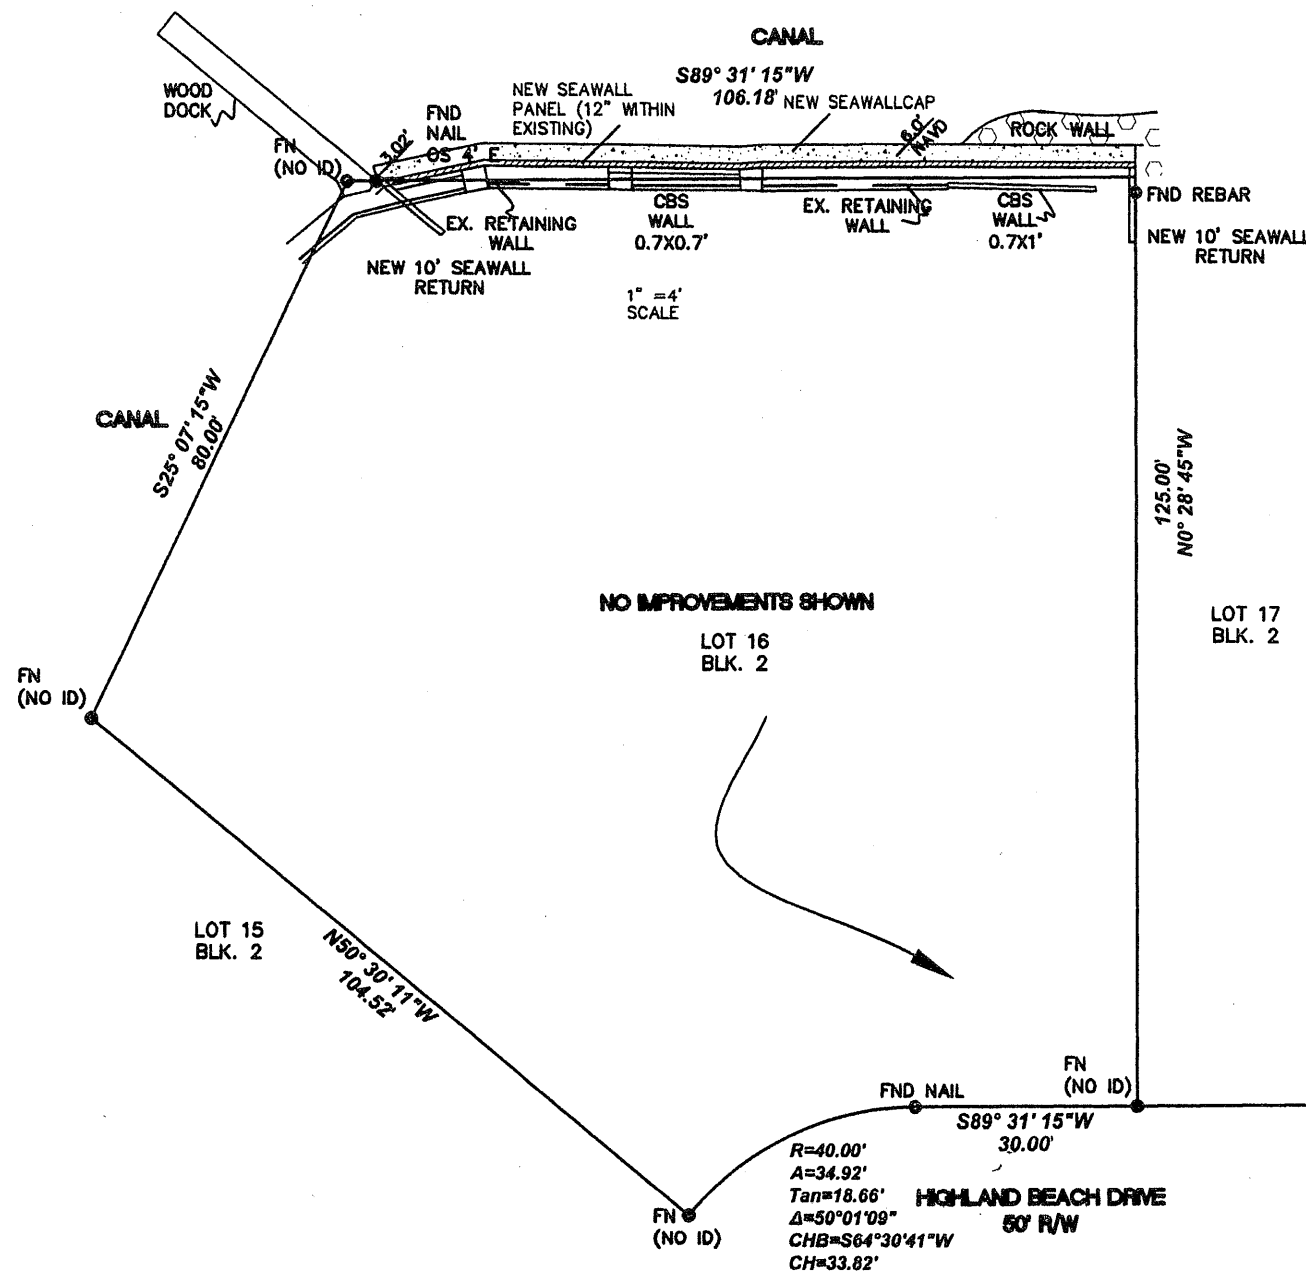 CANAL
S89° 31' 15"W
106.18'
NEW SEAWALLCAP
NEW SEAWALL
PANEL (12" WITHIN
EXISTING)
WOOD
DOCK
FND
NAIL
OS 4' E
FN
(NO ID)
3.02'
6.0'
NAVD
ROCK WALL
FND REBAR
NEW 10' SEAWALL
RETURN
EX. RETAINING
WALL
CBS
WALL
0.7X0.7'
EX. RETAINING
WALL
CBS
WALL
0.7X1'
NEW 10' SEAWALL
RETURN
1" =4'
SCALE
CANAL
S25° 07' 15"W
80.00'
125.00'
N0° 28' 45"W
NO IMPROVEMENTS SHOWN
LOT 16
BLK. 2
LOT 17
BLK. 2
FN
(NO ID)
LOT 15
BLK. 2
N50° 30' 11"W
104.52'
FND NAIL
FN
(NO ID)
S89° 31' 15"W
30.00'
R=40.00'
A=34.92'
Tan=18.66'
Δ=50°01'09"
CHB=S64°30'41"W
CH=33.82'
HIGHLAND BEACH DRIVE
50' R/W
FN
(NO ID)